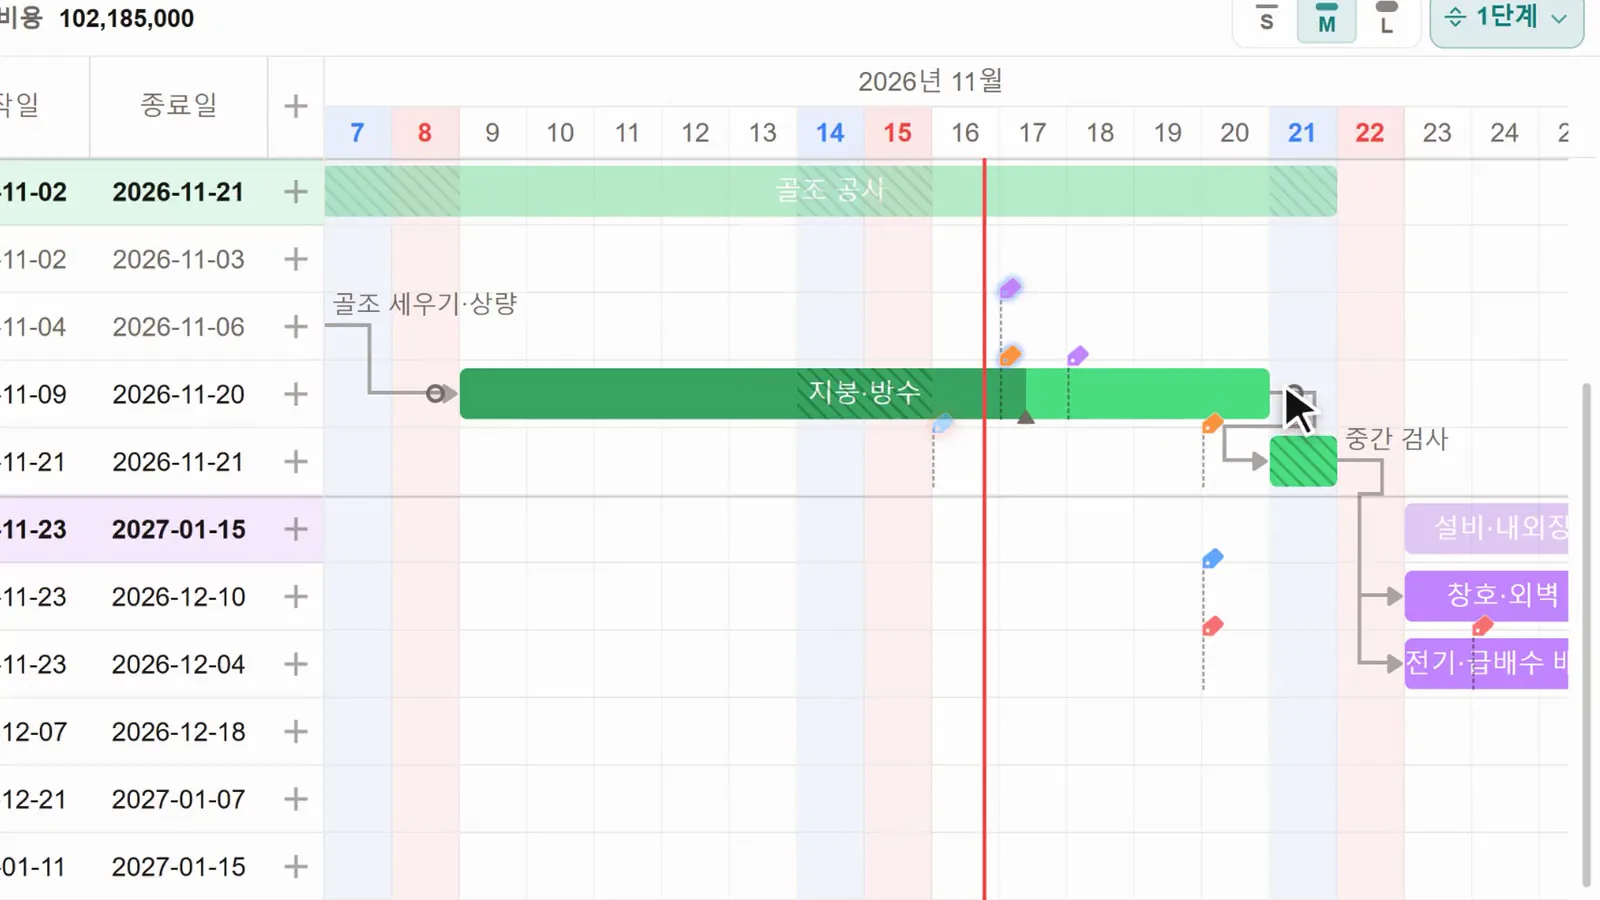 비용 102,185,000
S M L 1단계
작일 종료일
2026년 11월
7 8 9 10 11 12 13 14 15 16 17 18 19 20 21 22 23 24 2
-11-02 2026-11-21
골조 공사
-11-02 2026-11-03
골조 세우기·상량
-11-04 2026-11-06
-11-09 2026-11-20
지붕·방수
중간 검사
-11-21 2026-11-21
-11-23 2027-01-15
설비·내외장
-11-23 2026-12-10
창호·외벽
-11-23 2026-12-04
전기·급배수 배
12-07 2026-12-18
12-21 2027-01-07
01-11 2027-01-15